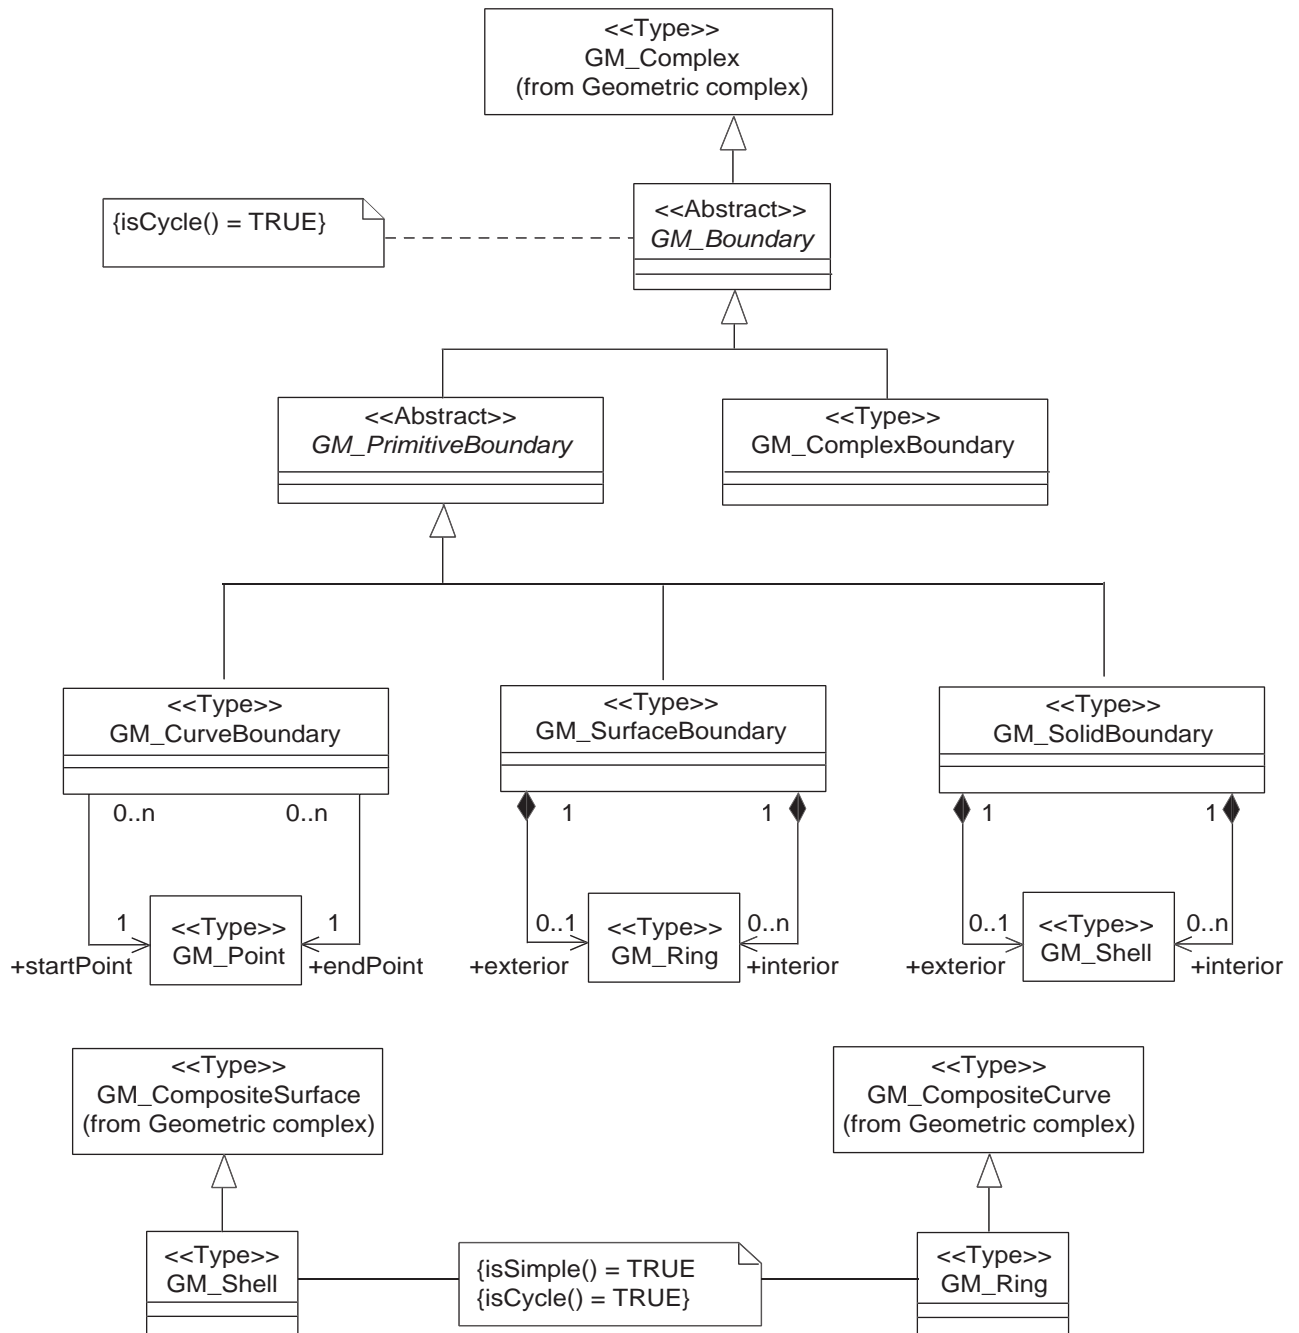 <<Type>>
GM_Complex
(from Geometric complex)
{isCycle() = TRUE}
<<Abstract>>
GM_Boundary
<<Abstract>>
GM_PrimitiveBoundary
<<Type>>
GM_ComplexBoundary
<<Type>>
GM_CurveBoundary
<<Type>>
GM_SurfaceBoundary
<<Type>>
GM_SolidBoundary
0..n
0..n
1
1
1
1
1
<<Type>>
GM_Point
1
+startPoint
+endPoint
0..1
<<Type>>
GM_Ring
0..n
+exterior
+interior
0..1
<<Type>>
GM_Shell
0..n
+exterior
+interior
<<Type>>
GM_CompositeSurface
(from Geometric complex)
<<Type>>
GM_CompositeCurve
(from Geometric complex)
<<Type>>
GM_Shell
{isSimple() = TRUE
{isCycle() = TRUE}
<<Type>>
GM_Ring